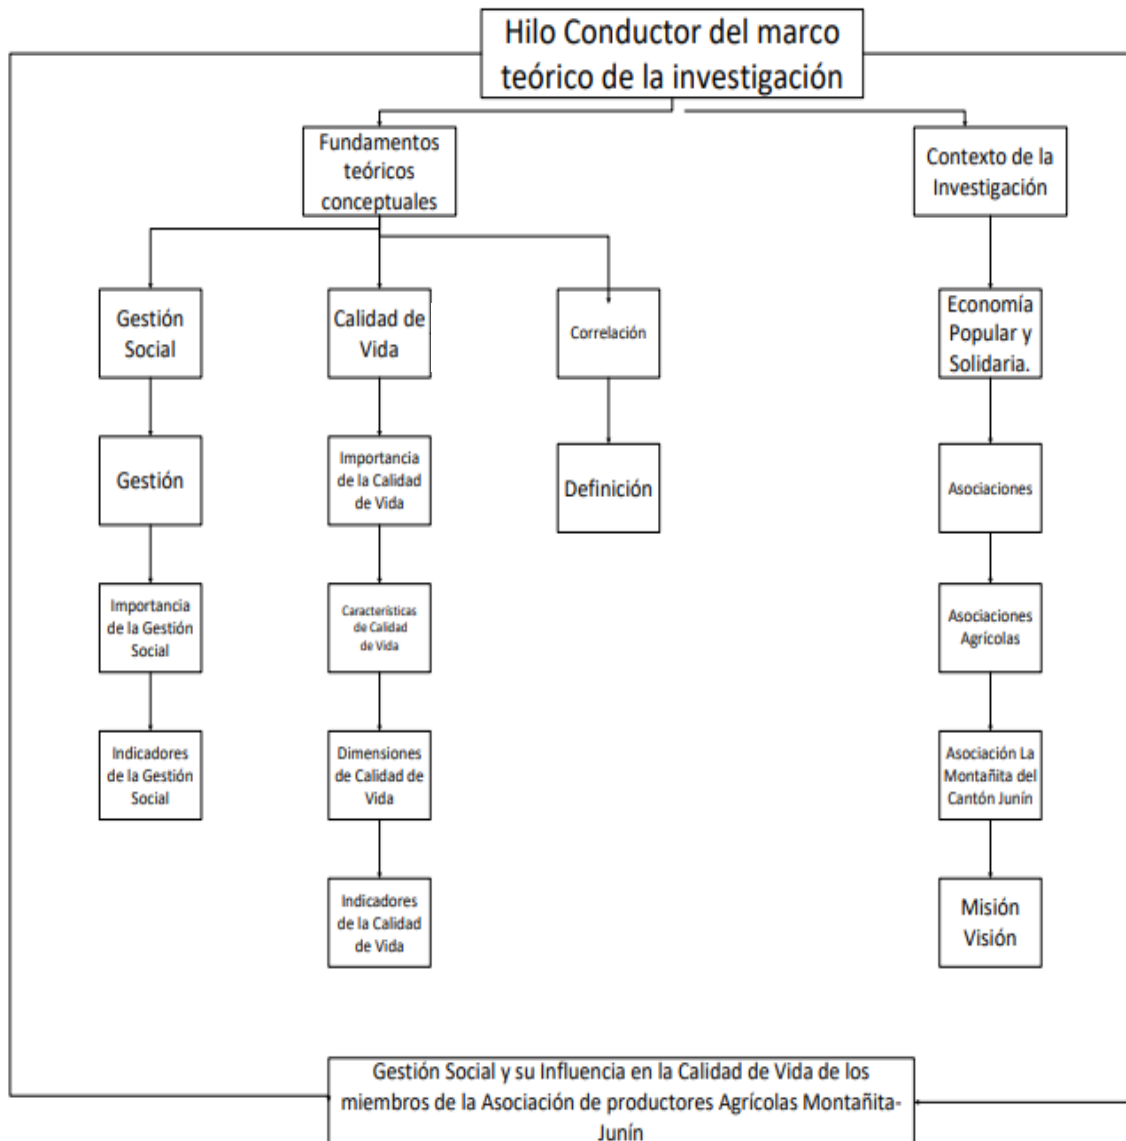 Hilo Conductor del marco
teórico de la investigación
Fundamentos
teóricos
conceptuales
Contexto de la
Investigación
Gestión
Social
Calidad de
Vida
Correlación
Economía
Popular y
Solidaria.
Gestión
Importancia
de la Calidad
de Vida
Definición
Asociaciones
Importancia
de la Gestión
Social
Características
de Calidad
de Vida
Asociaciones
Agrícolas
Indicadores
de la Gestión
Social
Dimensiones
de Calidad de
Vida
Asociación La
Montañita del
Cantón Junín
Indicadores
de la Calidad
de Vida
Misión
Visión
Gestión Social y su Influencia en la Calidad de Vida de los
miembros de la Asociación de productores Agrícolas Montañita-
Junín